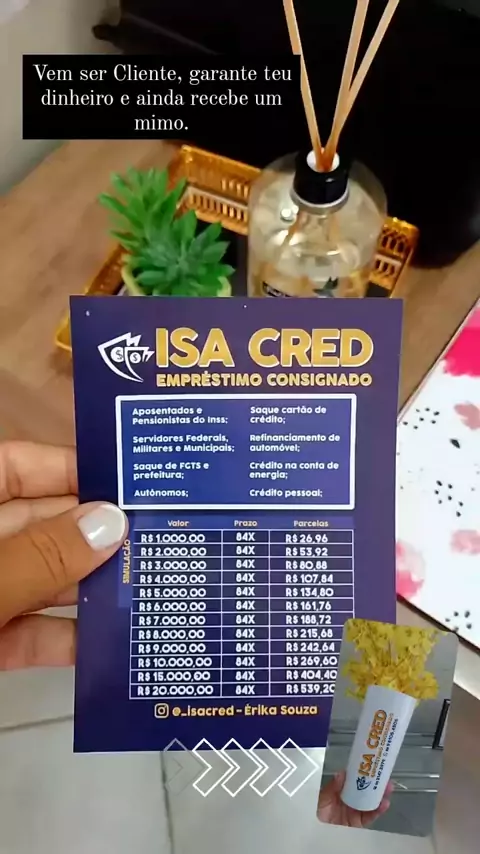 Vem ser Cliente, garante teu
dinheiro e ainda recebe um
mimo.
ISA CRED
EMPRÉSTIMO CONSIGNADO
Aposentados e
Pensionistas do Inss;
Servidores Federais,
Militares e Municipais;
Saque de FGTS e
prefeitura;
Autônomos;
Saque cartão de
crédito;
Refinanciamento de
automóvel;
Crédito na conta de
energia;
Crédito pessoal;
SIMULAÇÃO
Valor Prazo Parcelas
R$ 1.000,00 84X R$ 26,96
R$ 2.000,00 84X R$ 53,92
R$ 3.000,00 84X R$ 80,88
R$ 4.000,00 84X R$ 107,84
R$ 5.000,00 84X R$ 134,80
R$ 6.000,00 84X R$ 161,76
R$ 7.000,00 84X R$ 188,72
R$ 8.000,00 84X R$ 215,68
R$ 9.000,00 84X R$ 242,64
R$ 10.000,00 84X R$ 269,60
R$ 15.000,00 84X R$ 404,40
R$ 20.000,00 84X R$ 539,20
@_isacred - Érika Souza
ISA CRED
EMPRÉSTIMO CONSIGNADO